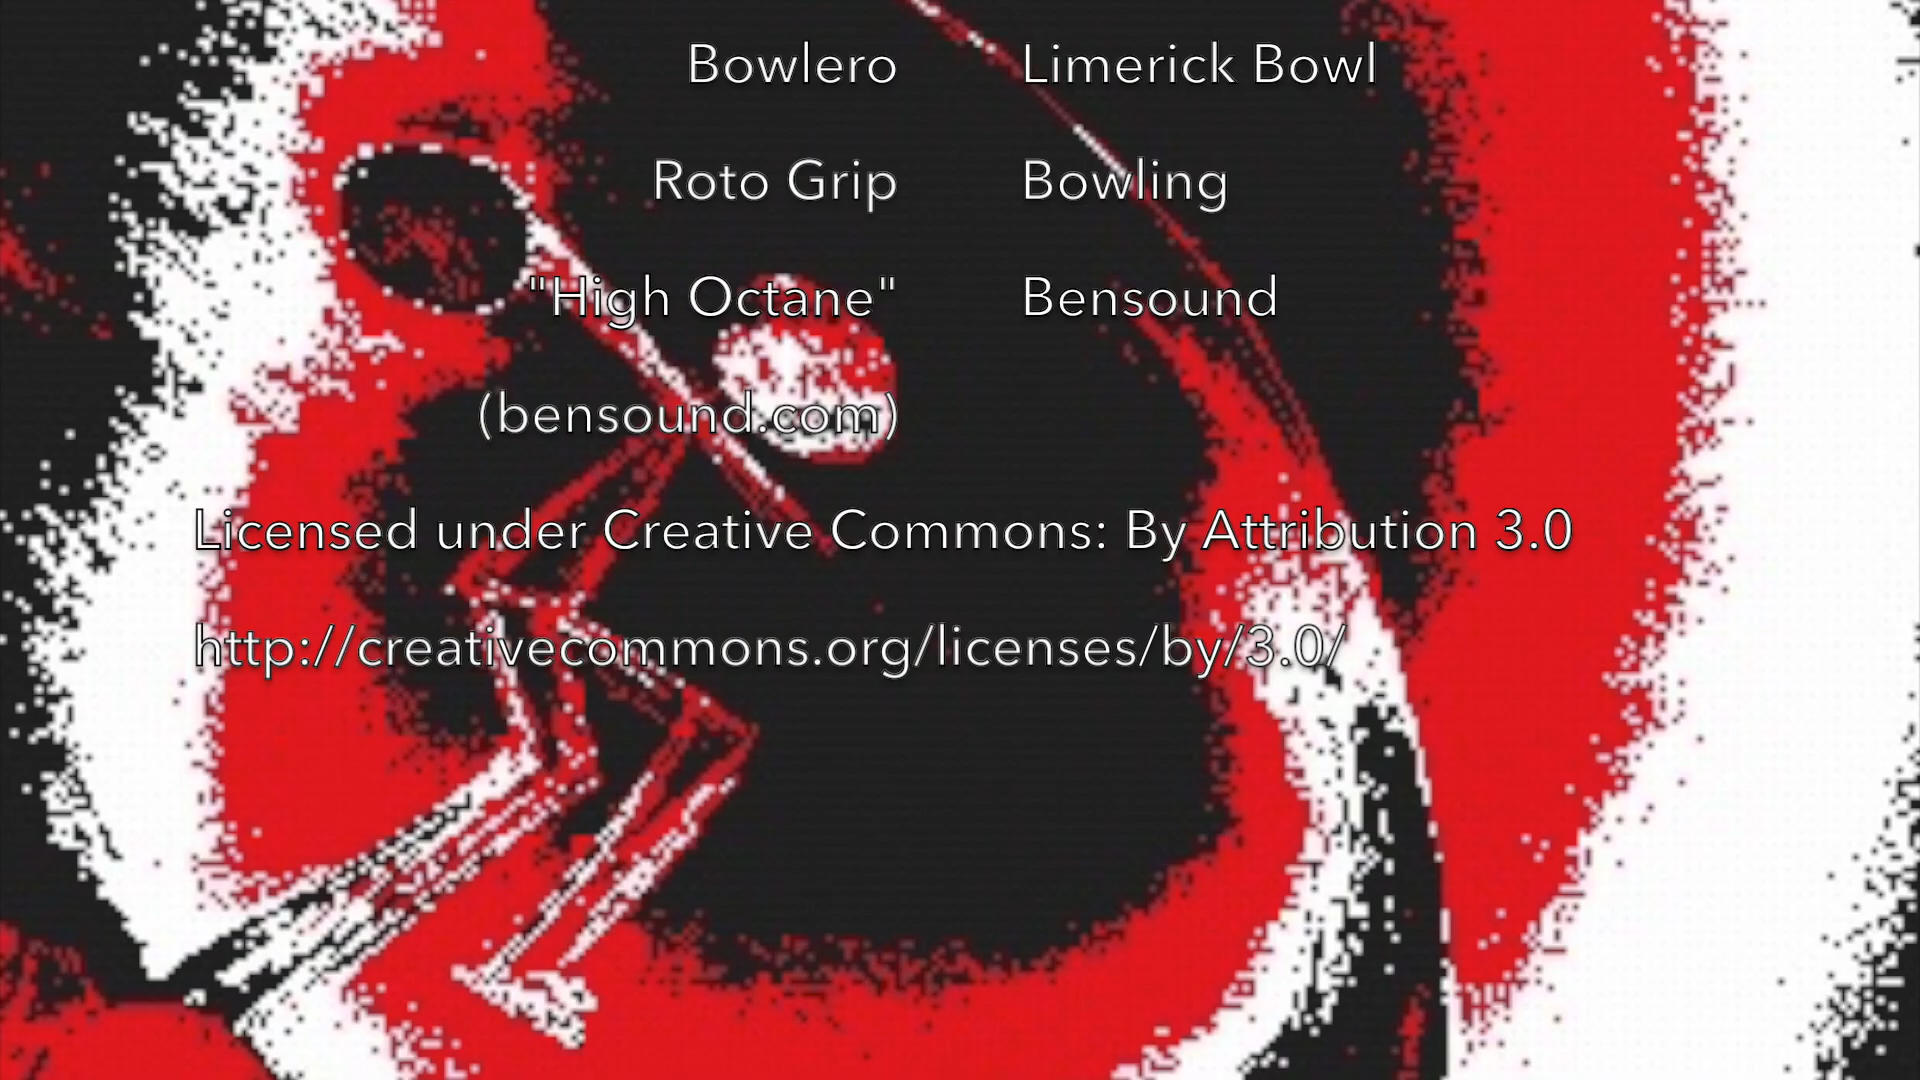 Bowlero Limerick Bowl
Roto Grip Bowling
"High Octane" Bensound
(bensound.com)
Licensed under Creative Commons: By Attribution 3.0
http://creativecommons.org/licenses/by/3.0/